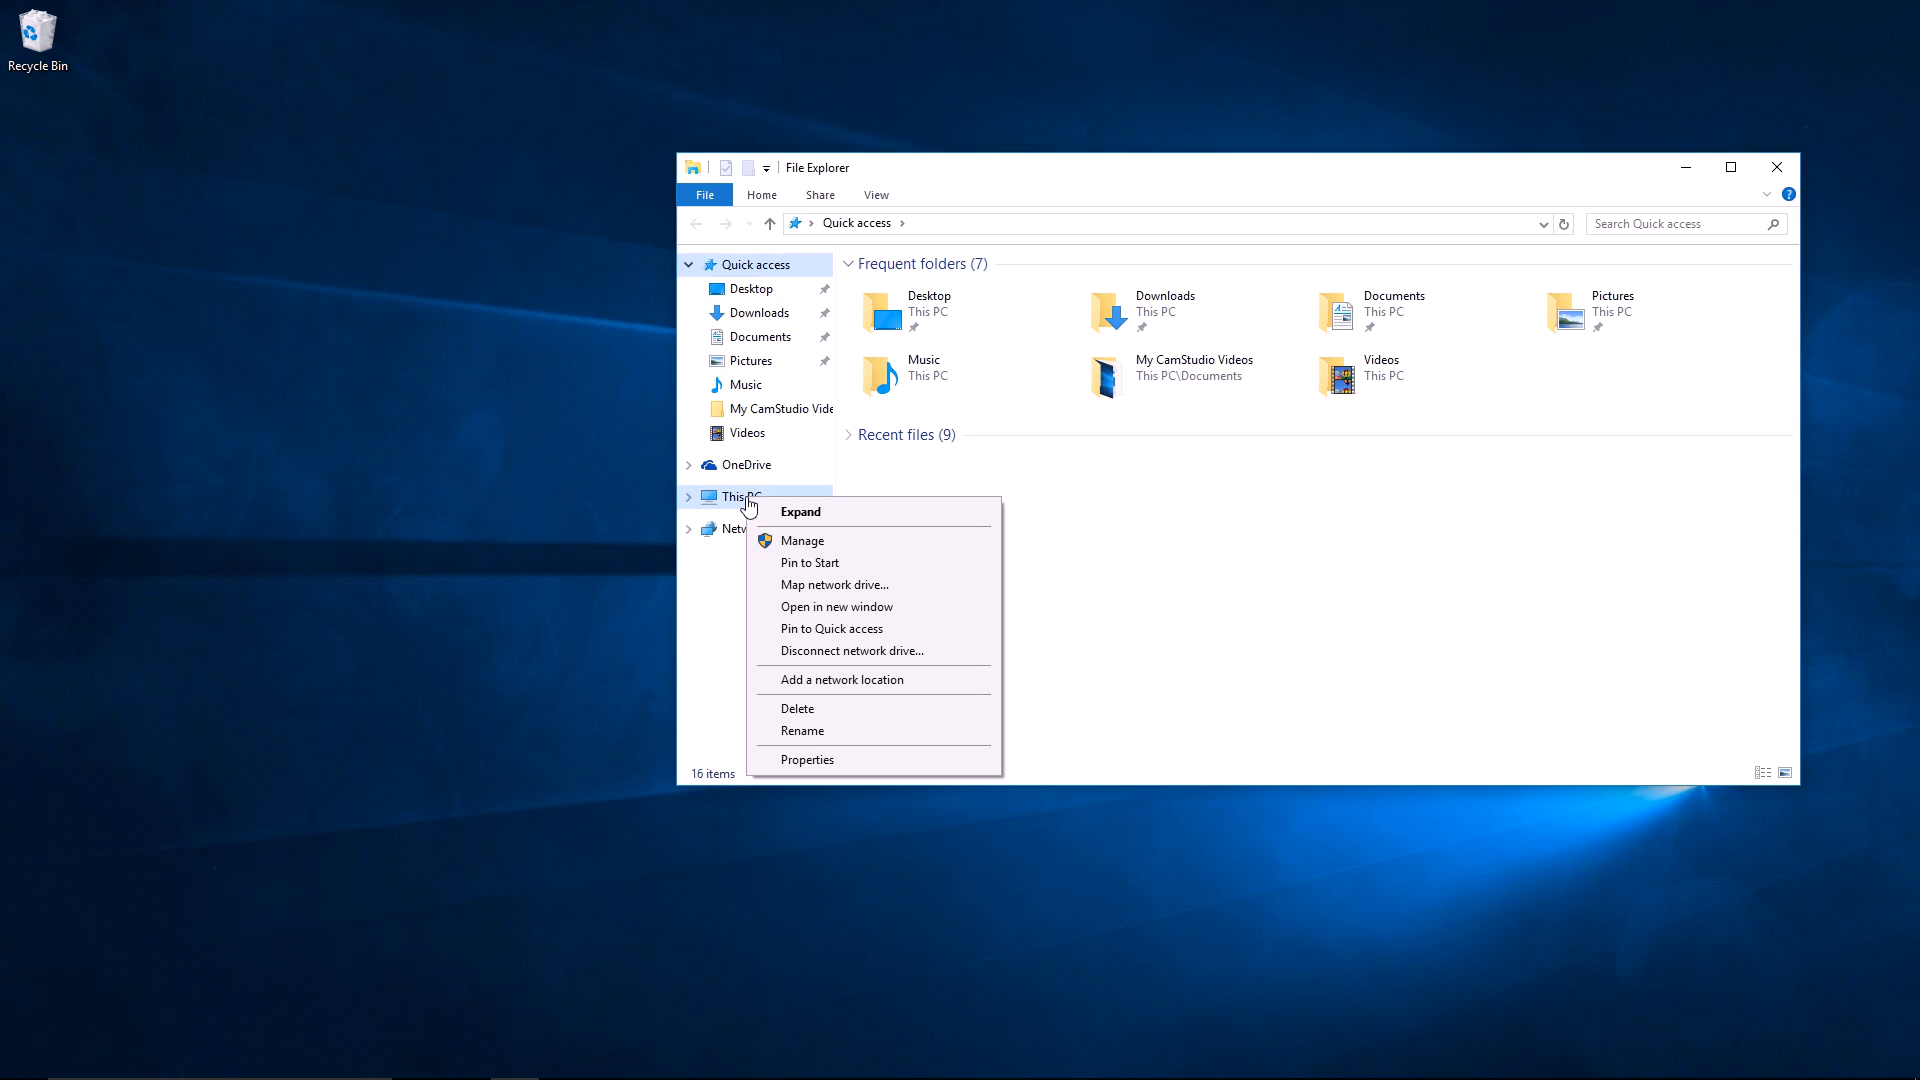 Recycle Bin
File Explorer
File Home Share View
Quick access
Search Quick access
Quick access
Desktop
Downloads
Documents
Pictures
Music
My CamStudio Vide
Videos
OneDrive
This PC
Netw
Frequent folders (7)
Desktop
This PC
Downloads
This PC
Documents
This PC
Pictures
This PC
Music
This PC
My CamStudio Videos
This PC\Documents
Videos
This PC
Recent files (9)
Expand
Manage
Pin to Start
Map network drive...
Open in new window
Pin to Quick access
Disconnect network drive...
Add a network location
Delete
Rename
Properties
16 items